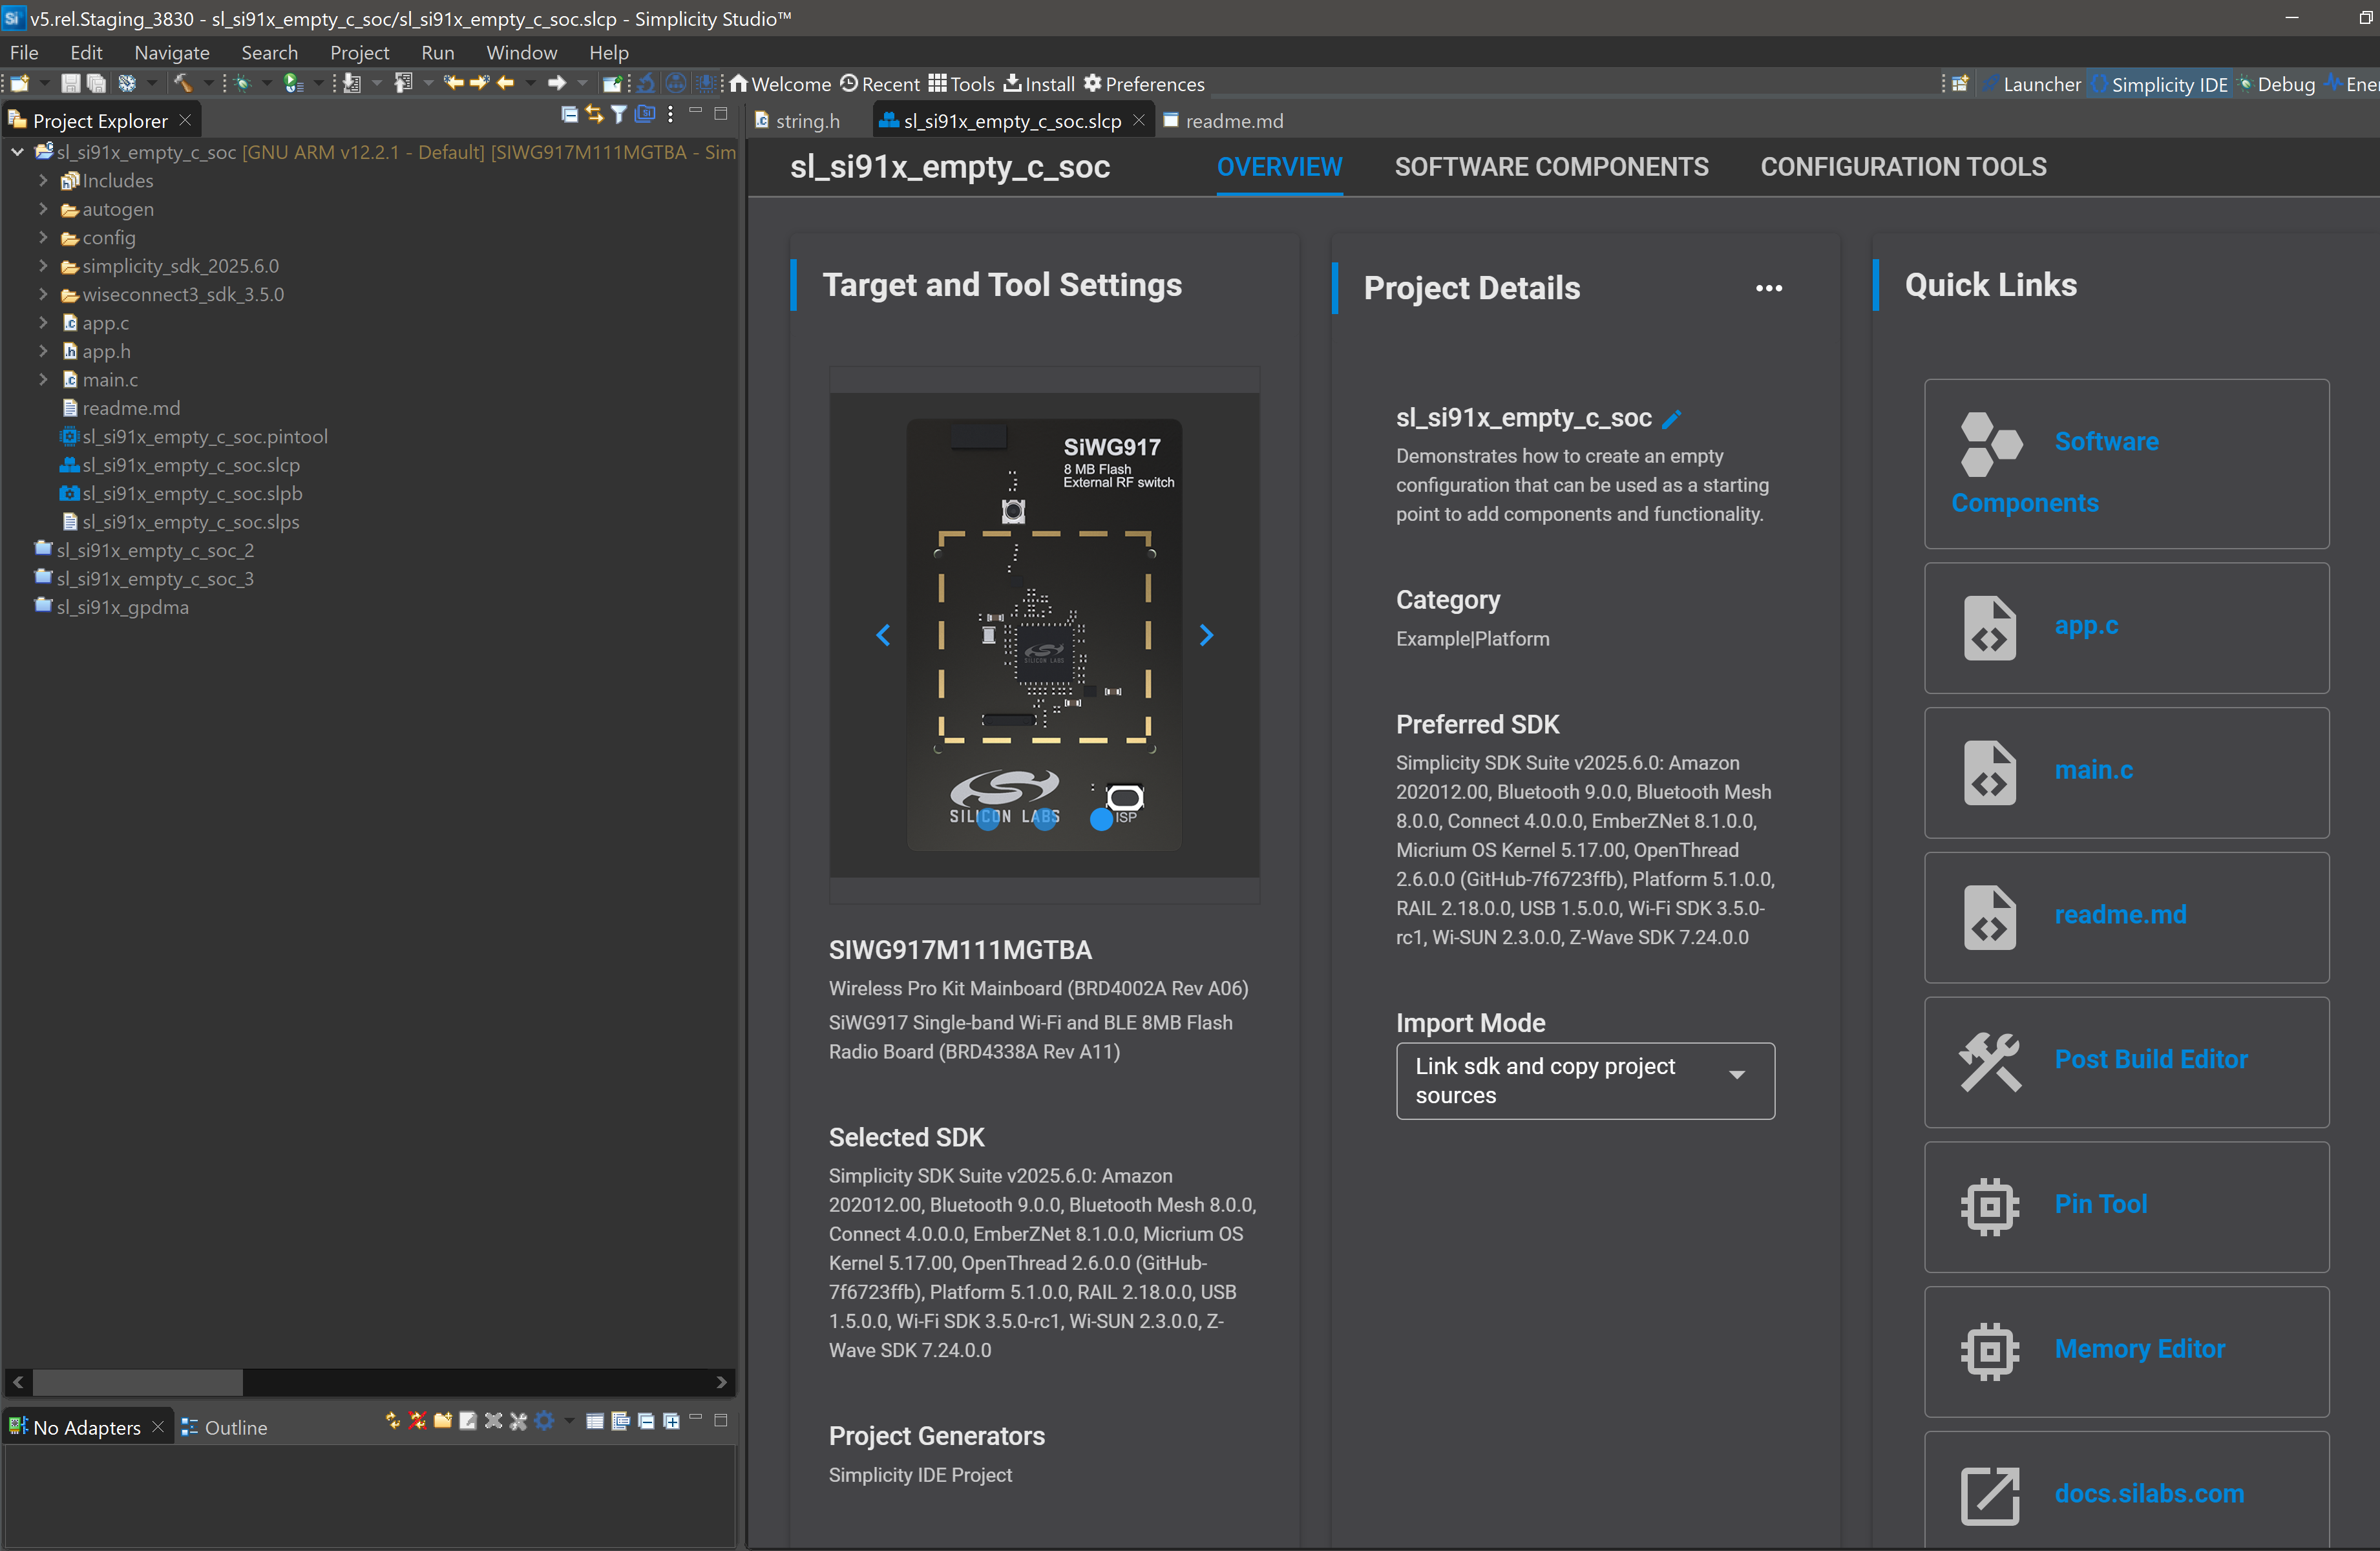 v5.rel.Staging_3830 - sl_si91x_empty_c_soc/sl_si91x_empty_c_soc.slcp - Simplicity Studio™
File Edit Navigate Search Project Run Window Help
Welcome Recent Tools Install Preferences
Launcher Simplicity IDE Debug Ener
Project Explorer
sl_si91x_empty_c_soc [GNU ARM v12.2.1 - Default] [SIWG917M111MGTBA - Sim
Includes
autogen
config
simplicity_sdk_2025.6.0
wiseconnect3_sdk_3.5.0
app.c
app.h
main.c
readme.md
sl_si91x_empty_c_soc.pintool
sl_si91x_empty_c_soc.slcp
sl_si91x_empty_c_soc.slpb
sl_si91x_empty_c_soc.slps
sl_si91x_empty_c_soc_2
sl_si91x_empty_c_soc_3
sl_si91x_gpdma
No Adapters
Outline
string.h
sl_si91x_empty_c_soc.slcp
readme.md
sl_si91x_empty_c_soc
OVERVIEW
SOFTWARE COMPONENTS
CONFIGURATION TOOLS
Target and Tool Settings
SiWG917
8 MB Flash
External RF switch
SILICON LABS
SILICON LABS
ISP
SIWG917M111MGTBA
Wireless Pro Kit Mainboard (BRD4002A Rev A06)
SiWG917 Single-band Wi-Fi and BLE 8MB Flash
Radio Board (BRD4338A Rev A11)
Selected SDK
Simplicity SDK Suite v2025.6.0: Amazon
202012.00, Bluetooth 9.0.0, Bluetooth Mesh 8.0.0,
Connect 4.0.0.0, EmberZNet 8.1.0.0, Micrium OS
Kernel 5.17.00, OpenThread 2.6.0.0 (GitHub-
7f6723ffb), Platform 5.1.0.0, RAIL 2.18.0.0, USB
1.5.0.0, Wi-Fi SDK 3.5.0-rc1, Wi-SUN 2.3.0.0, Z-
Wave SDK 7.24.0.0
Project Generators
Simplicity IDE Project
Project Details
sl_si91x_empty_c_soc
Demonstrates how to create an empty
configuration that can be used as a starting
point to add components and functionality.
Category
Example|Platform
Preferred SDK
Simplicity SDK Suite v2025.6.0: Amazon
202012.00, Bluetooth 9.0.0, Bluetooth Mesh
8.0.0, Connect 4.0.0.0, EmberZNet 8.1.0.0,
Micrium OS Kernel 5.17.00, OpenThread
2.6.0.0 (GitHub-7f6723ffb), Platform 5.1.0.0,
RAIL 2.18.0.0, USB 1.5.0.0, Wi-Fi SDK 3.5.0-
rc1, Wi-SUN 2.3.0.0, Z-Wave SDK 7.24.0.0
Import Mode
Link sdk and copy project
sources
Quick Links
Software
Components
app.c
main.c
readme.md
Post Build Editor
Pin Tool
Memory Editor
docs.silabs.com